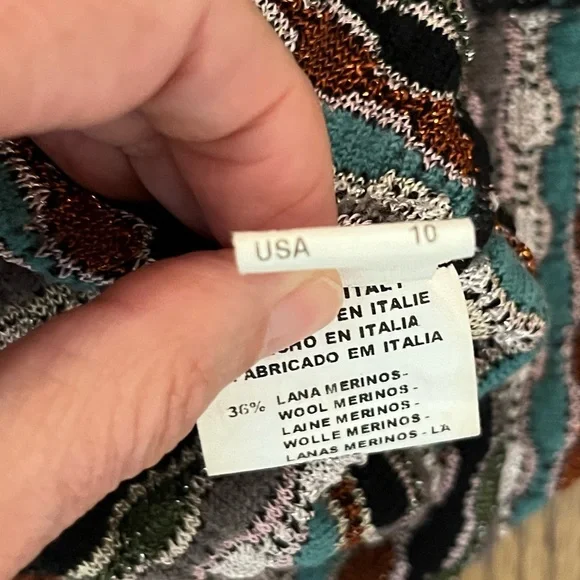 USA 10
EN ITALIE
EN ITALIA
FABRICADO EM ITALIA
36% LANA MERINOS-
WOOL MERINOS-
LAINE MERINOS-
WOLLE MERINOS-
LANAS MERINOS-LA